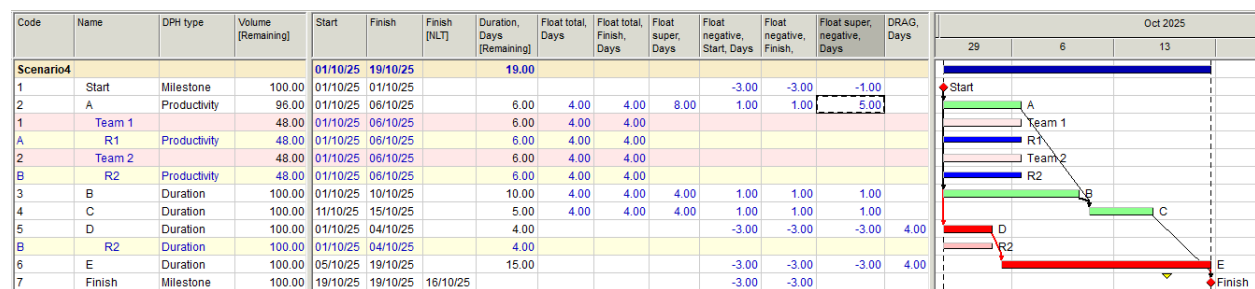 Code Name DPH type Volume [Remaining] Start Finish Finish [NLT] Duration, Days [Remaining] Float total, Days Float total, Finish, Days Float super, Days Float negative, Start, Days Float negative, Finish, Float super, negative, Days DRAG, Days Oct 2025
29 6 13
Scenario4 01/10/25 19/10/25 19.00
1 Start Milestone 100.00 01/10/25 01/10/25 -3.00 -3.00 -1.00 Start
2 A Productivity 96.00 01/10/25 06/10/25 6.00 4.00 4.00 8.00 1.00 1.00 5.00 A
1 Team 1 48.00 01/10/25 06/10/25 6.00 4.00 4.00 Team 1
A R1 Productivity 48.00 01/10/25 06/10/25 6.00 4.00 4.00 R1
2 Team 2 48.00 01/10/25 06/10/25 6.00 4.00 4.00 Team 2
B R2 Productivity 48.00 01/10/25 06/10/25 6.00 4.00 4.00 R2
3 B Duration 100.00 01/10/25 10/10/25 10.00 4.00 4.00 4.00 1.00 1.00 1.00 B
4 C Duration 100.00 11/10/25 15/10/25 5.00 4.00 4.00 4.00 1.00 1.00 1.00 C
5 D Duration 100.00 01/10/25 04/10/25 4.00 -3.00 -3.00 -3.00 4.00 D
B R2 Duration 100.00 01/10/25 04/10/25 4.00 R2
6 E Duration 100.00 05/10/25 19/10/25 15.00 -3.00 -3.00 -3.00 4.00 E
7 Finish Milestone 100.00 19/10/25 19/10/25 16/10/25 -3.00 -3.00 Finish